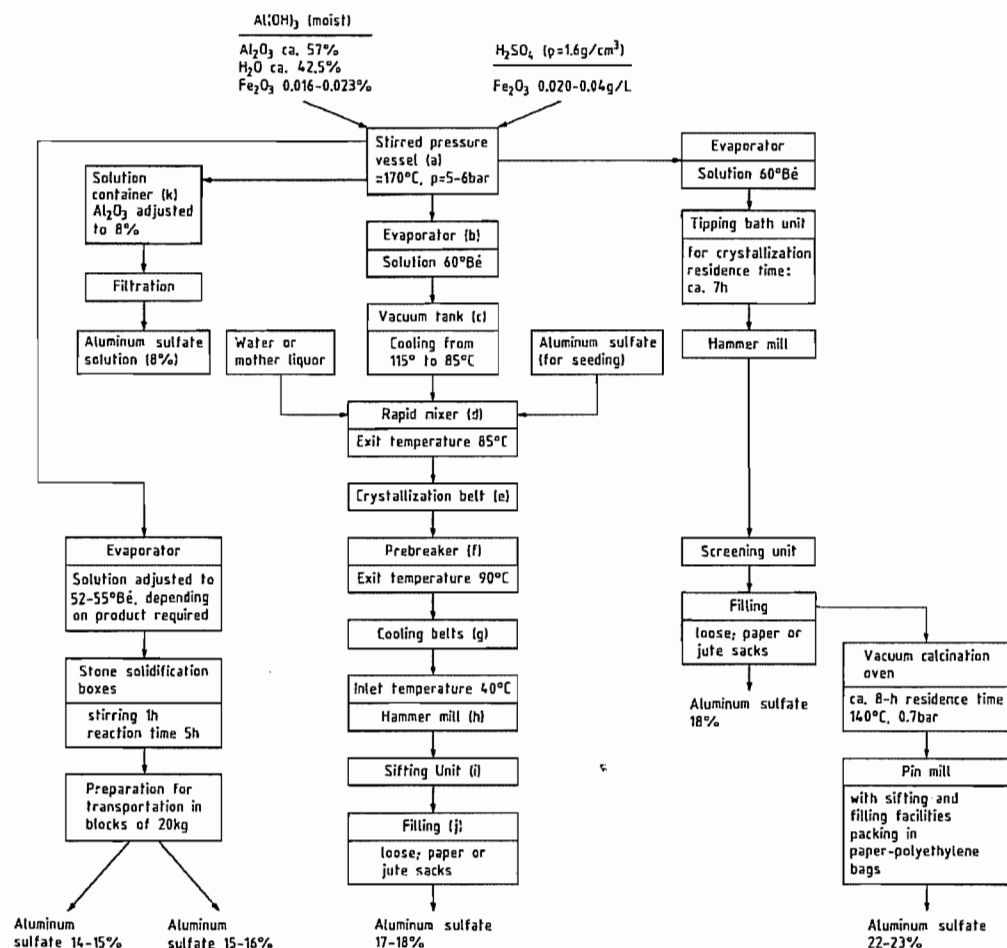 Al(OH)₃ (moist)
Al₂O₃ ca. 57%
H₂O ca. 42.5%
Fe₂O₃ 0.016-0.023%
H₂SO₄ (p=1.6g/cm³)
Fe₂O₃ 0.020-0.04g/L
Stirred pressure
vessel (a)
=170°C, p=5-6bar
Solution
container (k)
Al₂O₃ adjusted
to 8%
Filtration
Aluminum sulfate
solution (8%)
Evaporator (b)
Solution 60°Bé
Vacuum tank (c)
Cooling from
115° to 85°C
Water or
mother liquor
Aluminum sulfate
(for seeding)
Rapid mixer (d)
Exit temperature 85°C
Crystallization belt (e)
Prebreaker (f)
Exit temperature 90°C
Cooling belts (g)
Inlet temperature 40°C
Hammer mill (h)
Sifting Unit (i)
Filling (j)
loose; paper or
jute sacks
Aluminum sulfate
17-18%
Evaporator
Solution adjusted to
52-55°Bé, depending
on product required
Stone solidification
boxes
stirring 1h
reaction time 5h
Preparation for
transportation in
blocks of 20kg
Aluminum
sulfate 14-15%
Aluminum
sulfate 15-16%
Evaporator
Solution 60°Bé
Tipping bath unit
for crystallization
residence time:
ca. 7h
Hammer mill
Screening unit
Filling
loose; paper or
jute sacks
Aluminum sulfate
18%
Vacuum calcination
oven
ca. 8-h residence time
140°C, 0.7bar
Pin mill
with sifting and
filling facilities
packing in
paper-polyethylene
bags
Aluminum sulfate
22-23%